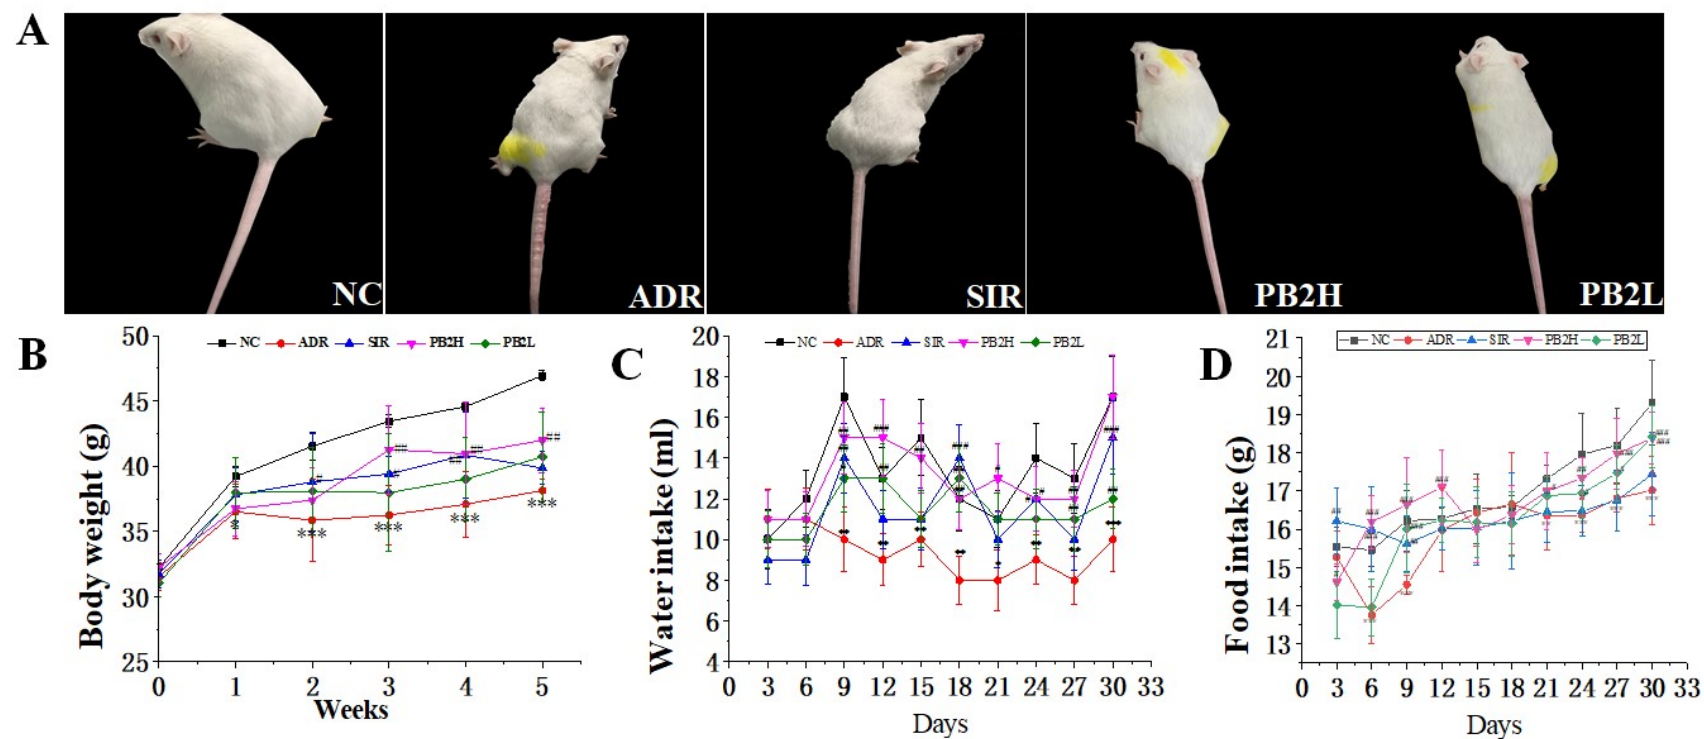 A
NC
ADR
SIR
PB2H
PB2L
B
NC ADR SIR PB2H PB2L
50
45
40
35
30
25
0 1 2 3 4 5
Body weight (g)
Weeks
*** *** *** ***
C
NC ADR SIR PB2H PB2L
20
18
16
14
12
10
8
6
4
0 3 6 9 12 15 18 21 24 27 30 33
Water intake (ml)
Days
D
NC ADR SIR PB2H PB2L
21
20
19
18
17
16
15
14
13
0 3 6 9 12 15 18 21 24 27 30 33
Food intake (g)
Days